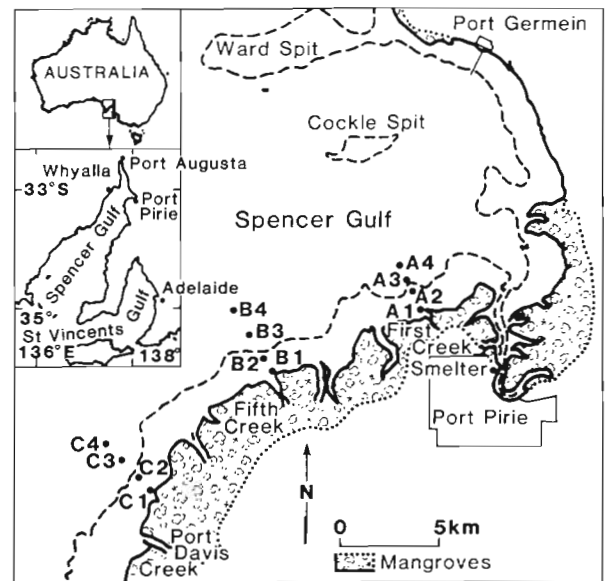 AUSTRALIA
Port Augusta
Whyalla
33°S
Port
Pirie
Spencer Gulf
Adelaide
35°
St Vincents Gulf
136°E
138°
Port Germein
Ward Spit
Cockle Spit
Spencer Gulf
A4
A3
A2
A1
First
Creek
Smelter
Port Pirie
B4
B3
B2
B1
Fifth
Creek
C4
C3
C2
C1
Port
Davis
Creek
N
0 5km
Mangroves